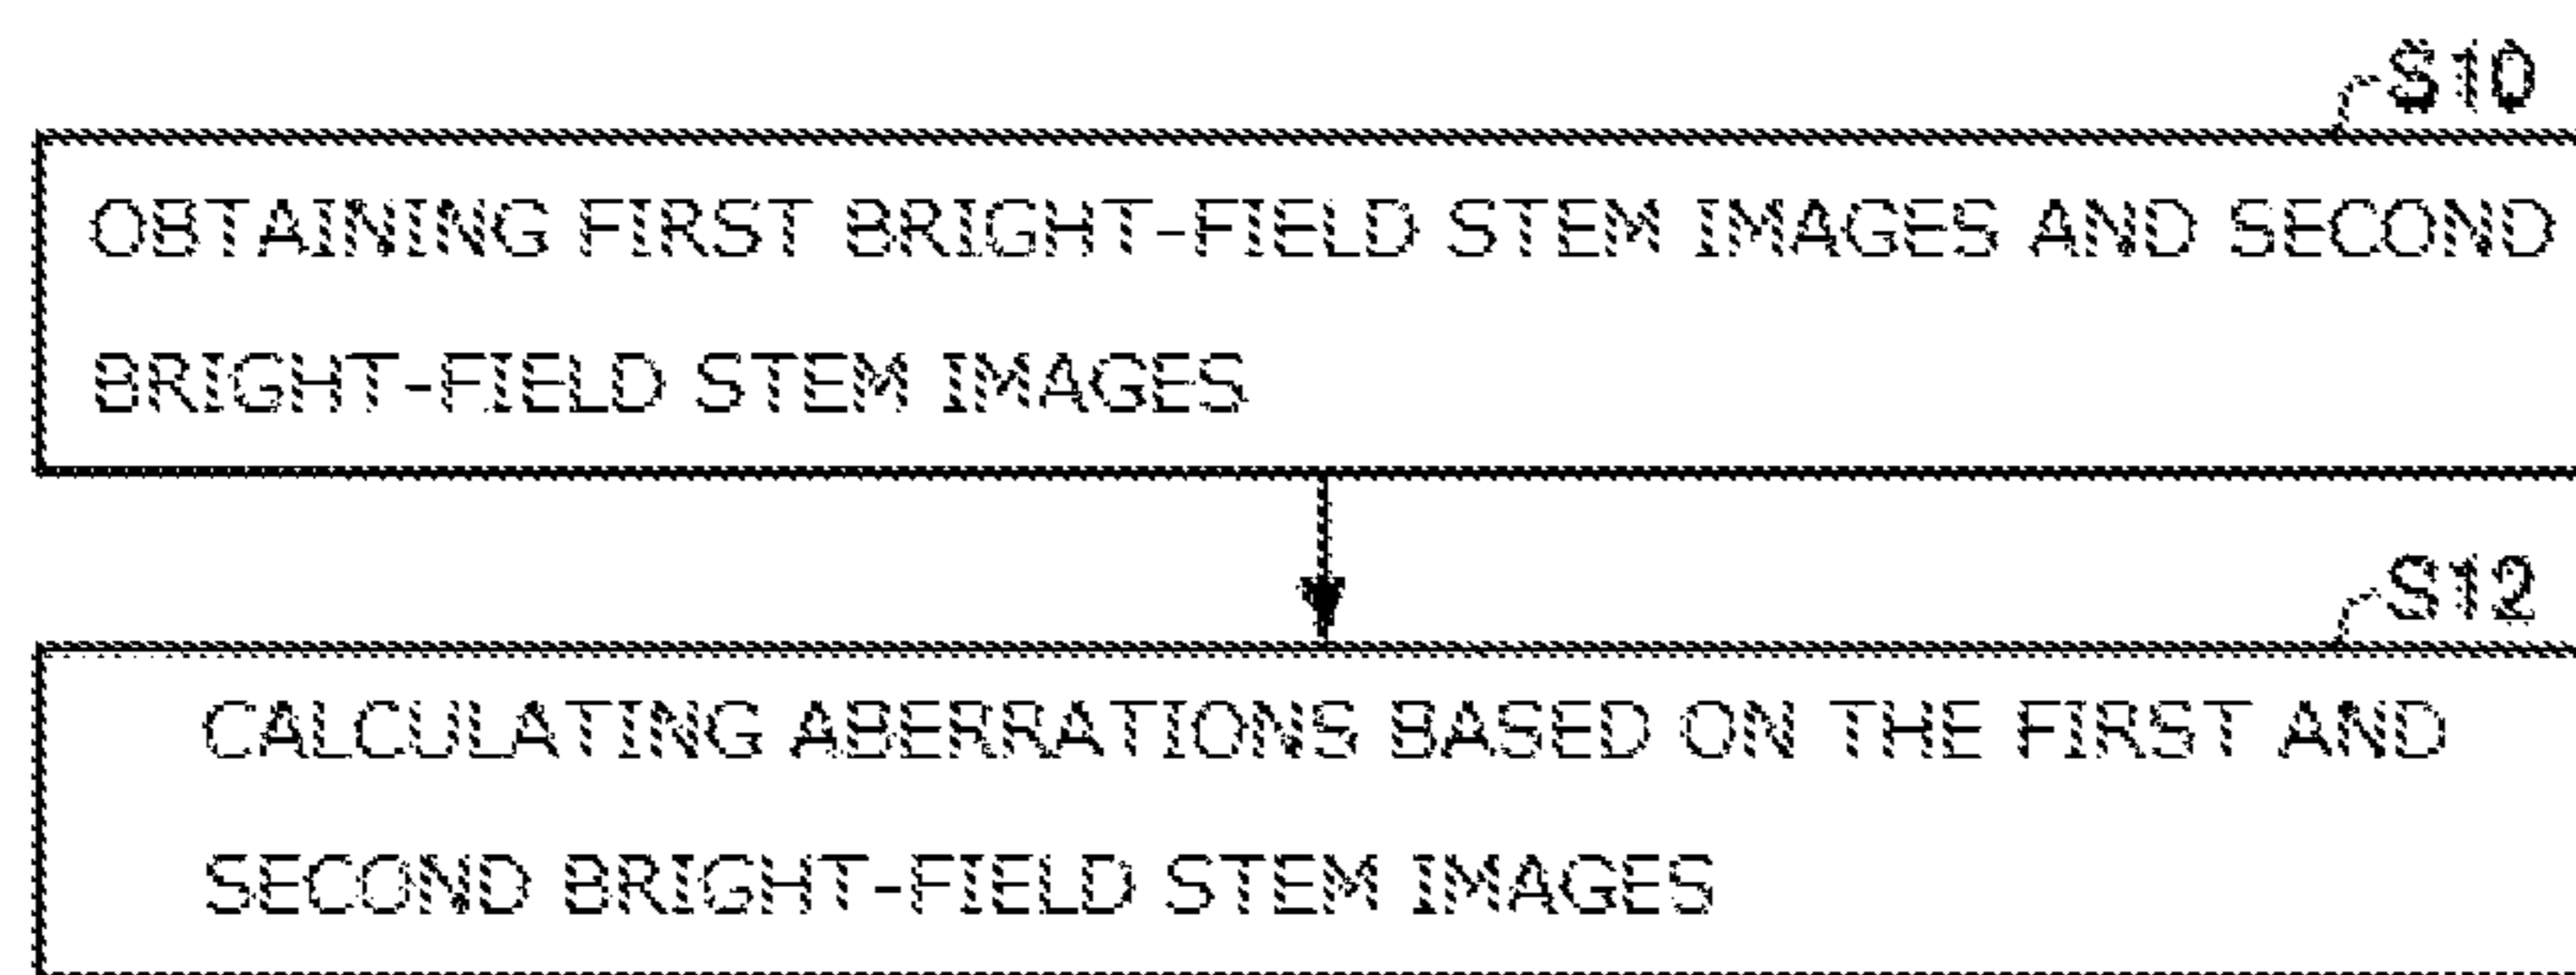 S10
OBTAINING FIRST BRIGHT-FIELD STEM IMAGES AND SECOND
BRIGHT-FIELD STEM IMAGES
S12
CALCULATING ABERRATIONS BASED ON THE FIRST AND
SECOND BRIGHT-FIELD STEM IMAGES